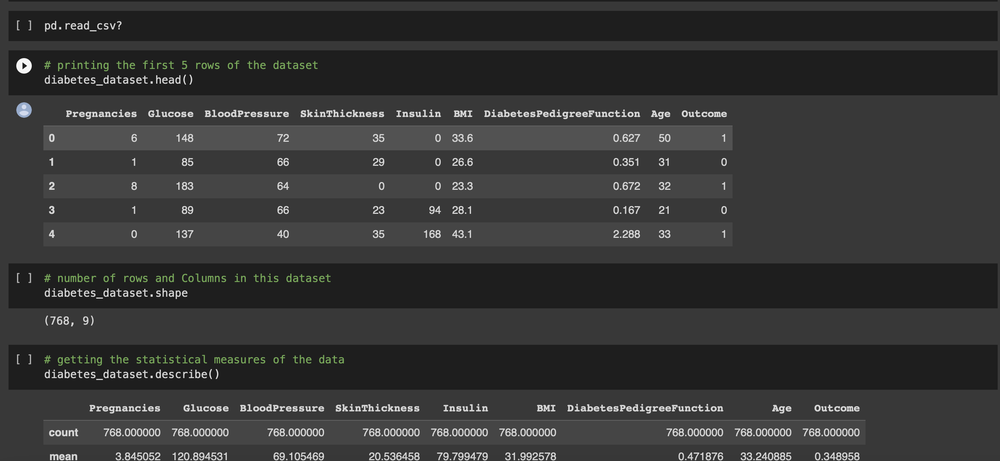 [ ] pd.read_csv?
# printing the first 5 rows of the dataset
diabetes_dataset.head()
Pregnancies Glucose BloodPressure SkinThickness Insulin BMI DiabetesPedigreeFunction Age Outcome
0 6 148 72 35 0 33.6 0.627 50 1
1 1 85 66 29 0 26.6 0.351 31 0
2 8 183 64 0 0 23.3 0.672 32 1
3 1 89 66 23 94 28.1 0.167 21 0
4 0 137 40 35 168 43.1 2.288 33 1
[ ] # number of rows and Columns in this dataset
diabetes_dataset.shape
(768, 9)
[ ] # getting the statistical measures of the data
diabetes_dataset.describe()
Pregnancies Glucose BloodPressure SkinThickness Insulin BMI DiabetesPedigreeFunction Age Outcome
count 768.000000 768.000000 768.000000 768.000000 768.000000 768.000000 768.000000 768.000000 768.000000
mean 3.845052 120.894531 69.105469 20.536458 79.799479 31.992578 0.471876 33.240885 0.348958